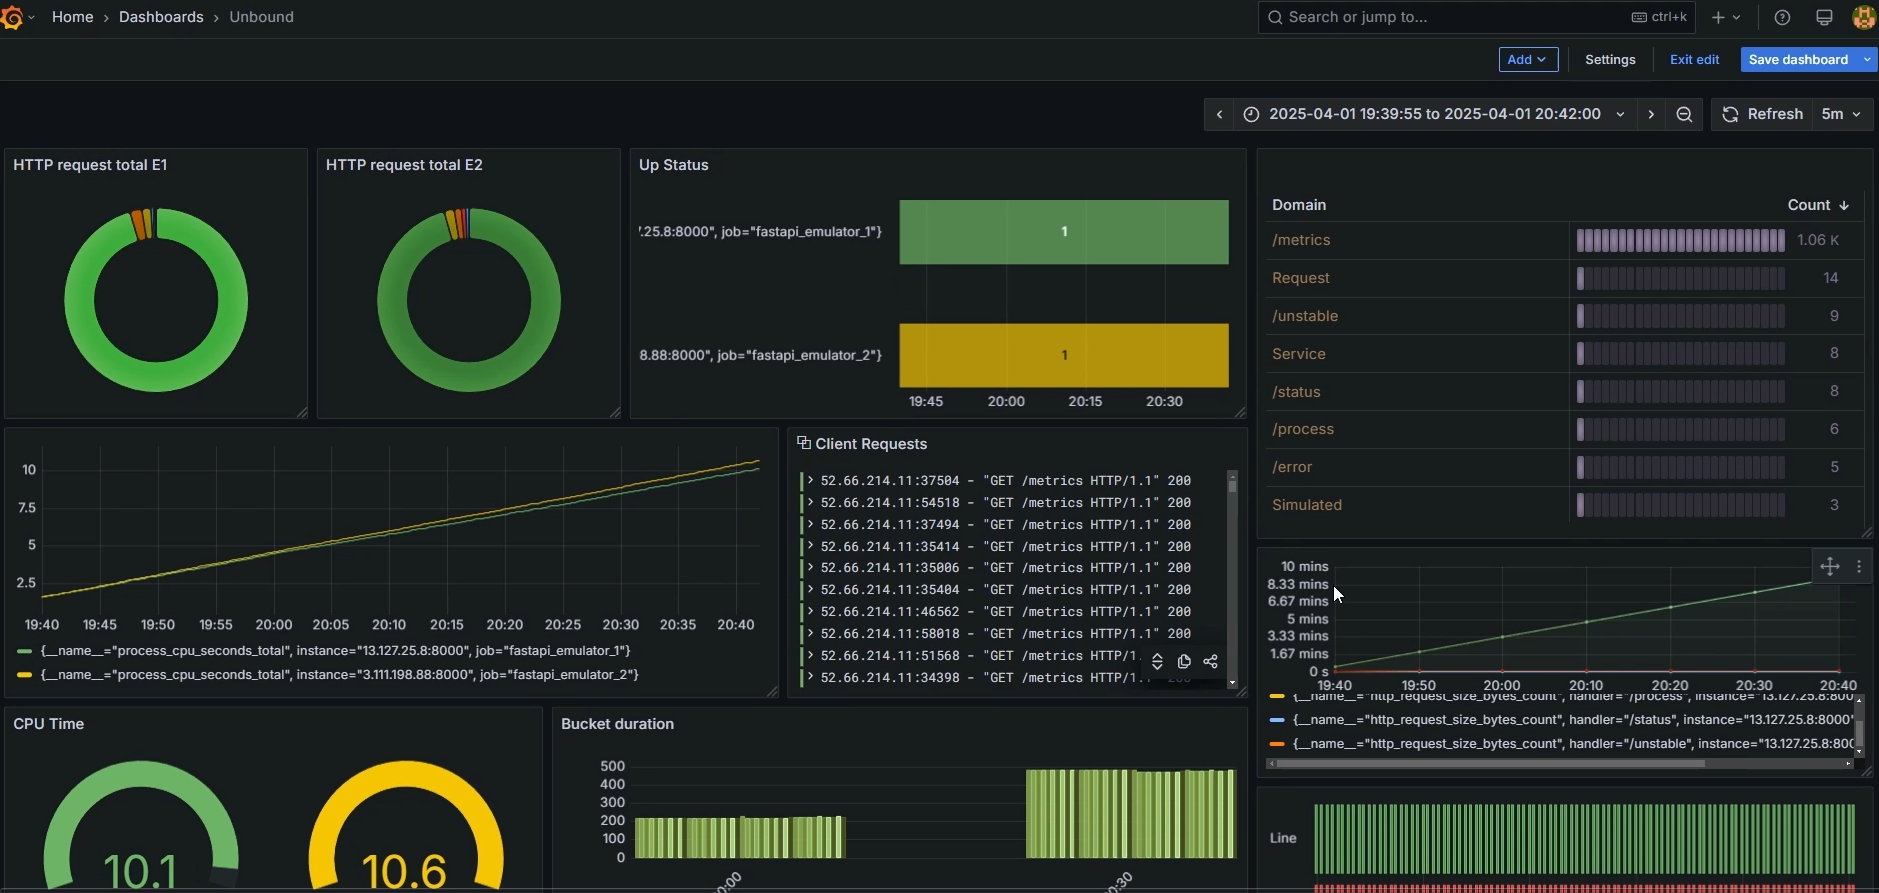 Home › Dashboards › Unbound
Search or jump to...
ctrl+k
Add
Settings
Exit edit
Save dashboard
2025-04-01 19:39:55 to 2025-04-01 20:42:00
Refresh
5m
HTTP request total E1
HTTP request total E2
Up Status
.25.8:8000", job="fastapi_emulator_1"}
1
8.88:8000", job="fastapi_emulator_2"}
1
19:45 20:00 20:15 20:30
Domain Count
/metrics 1.06 K
Request 14
/unstable 9
Service 8
/status 8
/process 6
/error 5
Simulated 3
10
7.5
5
2.5
19:40 19:45 19:50 19:55 20:00 20:05 20:10 20:15 20:20 20:25 20:30 20:35 20:40
{__name__="process_cpu_seconds_total", instance="13.127.25.8:8000", job="fastapi_emulator_1"}
{__name__="process_cpu_seconds_total", instance="3.111.198.88:8000", job="fastapi_emulator_2"}
Client Requests
52.66.214.11:37504 - "GET /metrics HTTP/1.1" 200
52.66.214.11:54518 - "GET /metrics HTTP/1.1" 200
52.66.214.11:37494 - "GET /metrics HTTP/1.1" 200
52.66.214.11:35414 - "GET /metrics HTTP/1.1" 200
52.66.214.11:35006 - "GET /metrics HTTP/1.1" 200
52.66.214.11:35404 - "GET /metrics HTTP/1.1" 200
52.66.214.11:46562 - "GET /metrics HTTP/1.1" 200
52.66.214.11:58018 - "GET /metrics HTTP/1.1" 200
52.66.214.11:51568 - "GET /metrics HTTP/1.
52.66.214.11:34398 - "GET /metrics HTTP/1.
10 mins
8.33 mins
6.67 mins
5 mins
3.33 mins
1.67 mins
0 s
19:40 19:50 20:00 20:10 20:20 20:30 20:40
{__name__="http_request_size_bytes_count", handler="/process", instance="13.127.25.8:800
{__name__="http_request_size_bytes_count", handler="/status", instance="13.127.25.8:8000"
{__name__="http_request_size_bytes_count", handler="/unstable", instance="13.127.25.8:800
CPU Time
10.1
10.6
Bucket duration
500
400
300
200
100
0
:00
:30
Line